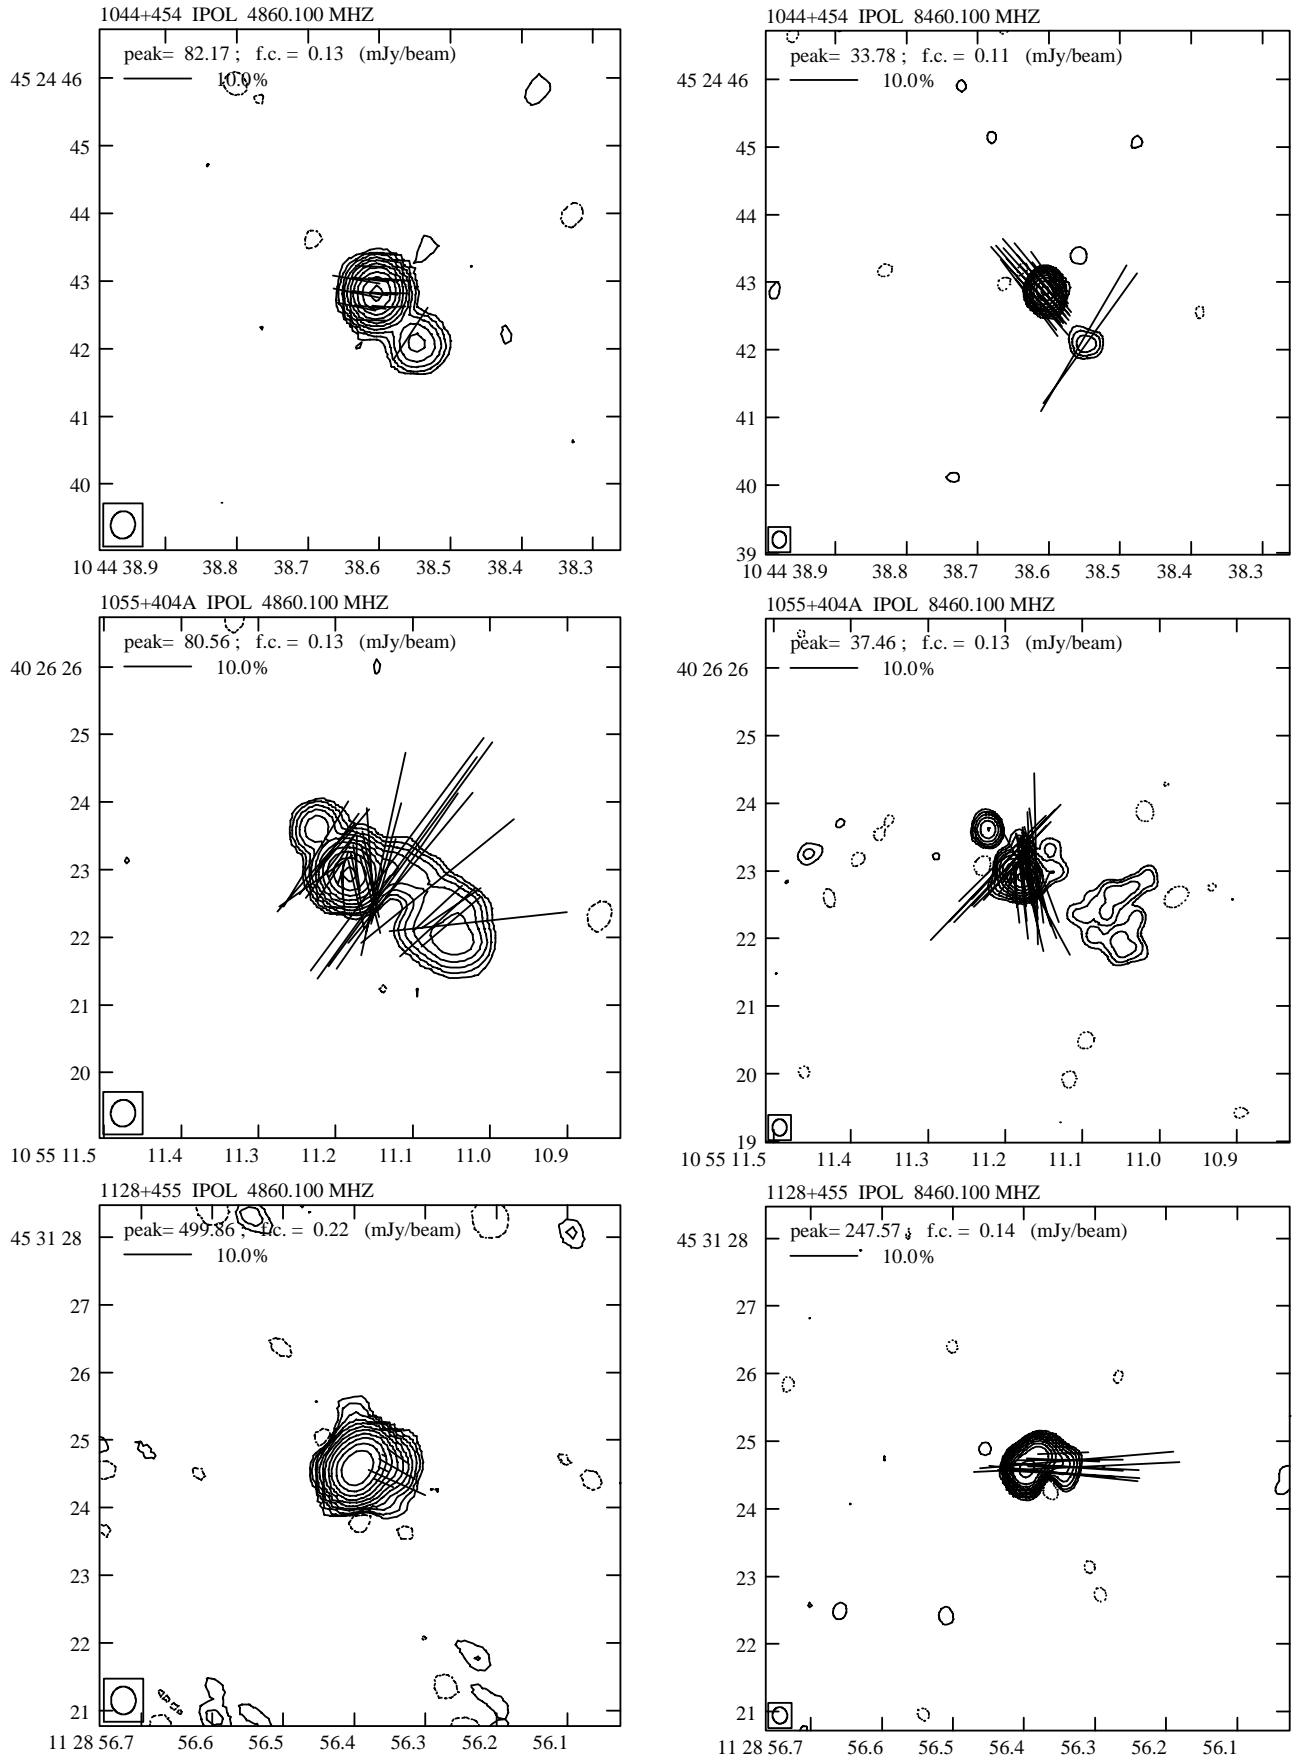 1044+454 IPOL 4860.100 MHZ
peak= 82.17 ; f.c. = 0.13 (mJy/beam)
10.0%
45 24 46
45
44
43
42
41
40
10 44 38.9 38.8 38.7 38.6 38.5 38.4 38.3
1044+454 IPOL 8460.100 MHZ
peak= 33.78 ; f.c. = 0.11 (mJy/beam)
10.0%
45 24 46
45
44
43
42
41
40
39
10 44 38.9 38.8 38.7 38.6 38.5 38.4 38.3
1055+404A IPOL 4860.100 MHZ
peak= 80.56 ; f.c. = 0.13 (mJy/beam)
10.0%
40 26 26
25
24
23
22
21
20
10 55 11.5 11.4 11.3 11.2 11.1 11.0 10.9
1055+404A IPOL 8460.100 MHZ
peak= 37.46 ; f.c. = 0.13 (mJy/beam)
10.0%
40 26 26
25
24
23
22
21
20
19
10 55 11.5 11.4 11.3 11.2 11.1 11.0 10.9
1128+455 IPOL 4860.100 MHZ
peak= 499.86 ; f.c. = 0.22 (mJy/beam)
10.0%
45 31 28
27
26
25
24
23
22
21
11 28 56.7 56.6 56.5 56.4 56.3 56.2 56.1
1128+455 IPOL 8460.100 MHZ
peak= 247.57 ; f.c. = 0.14 (mJy/beam)
10.0%
45 31 28
27
26
25
24
23
22
21
11 28 56.7 56.6 56.5 56.4 56.3 56.2 56.1